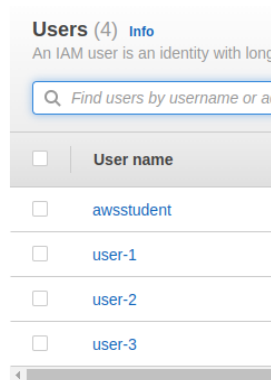 Users (4) Info
An IAM user is an identity with long
Find users by username or a
User name
awsstudent
user-1
user-2
user-3